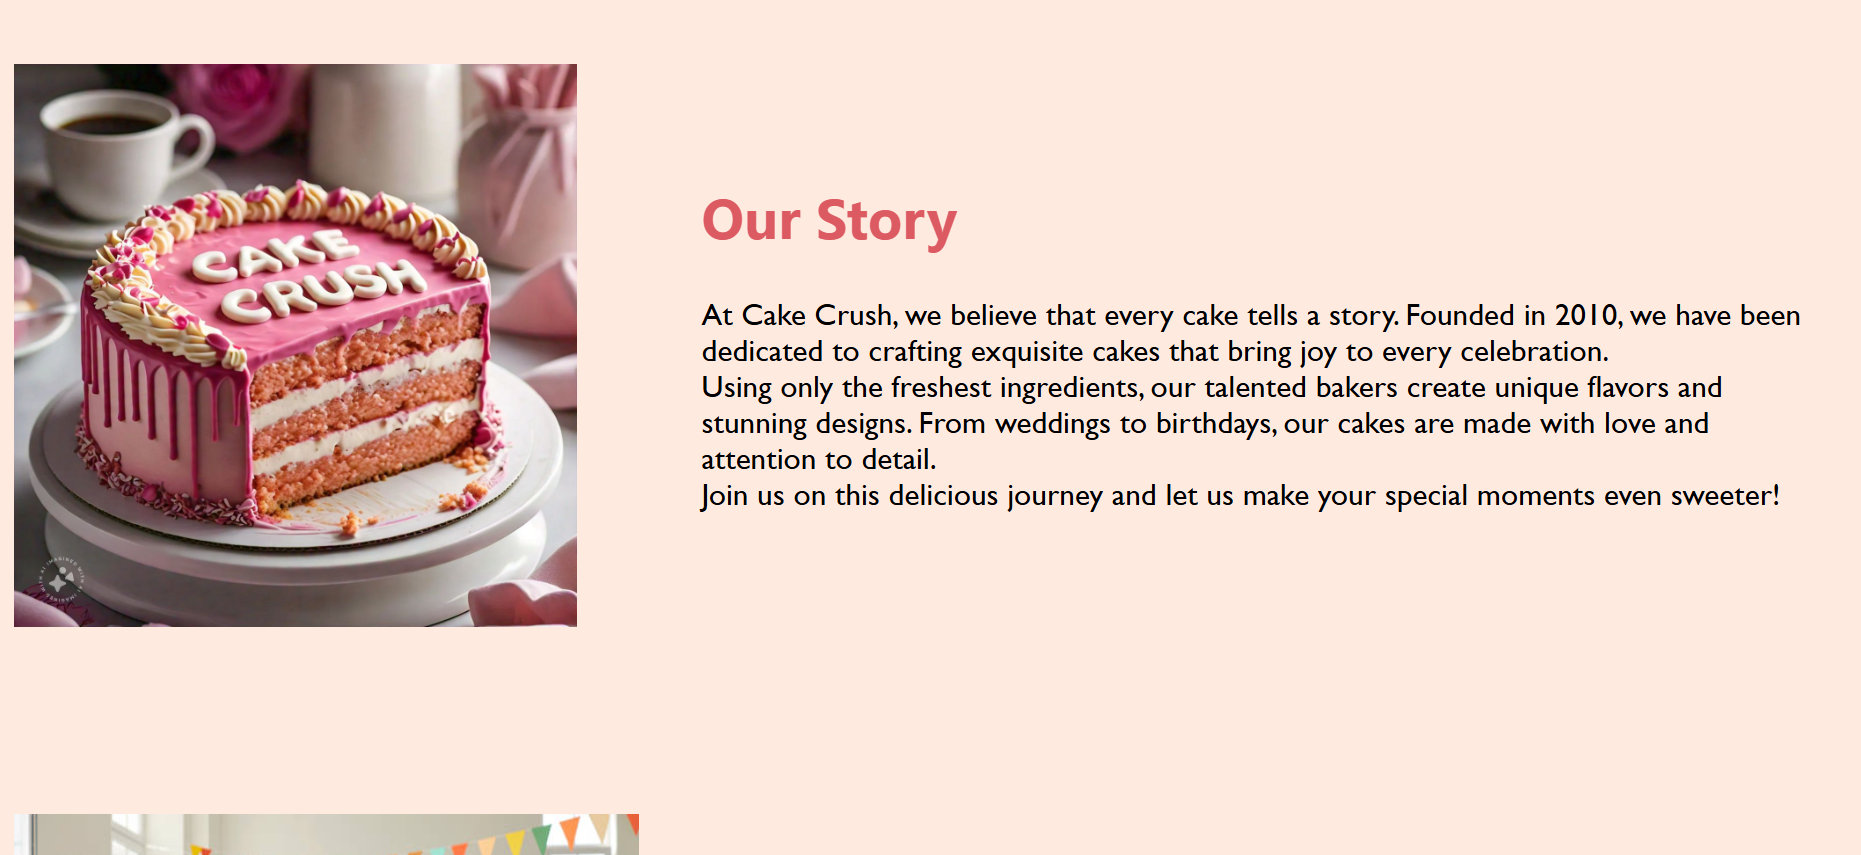 CAKE
CRUSH
Our Story
At Cake Crush, we believe that every cake tells a story. Founded in 2010, we have been
dedicated to crafting exquisite cakes that bring joy to every celebration.
Using only the freshest ingredients, our talented bakers create unique flavors and
stunning designs. From weddings to birthdays, our cakes are made with love and
attention to detail.
Join us on this delicious journey and let us make your special moments even sweeter!